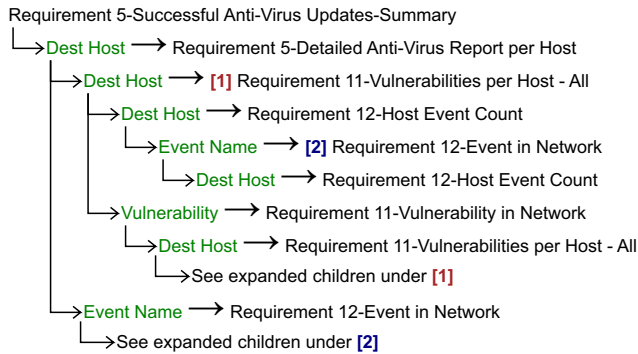 Requirement 5-Successful Anti-Virus Updates-Summary
Dest Host → Requirement 5-Detailed Anti-Virus Report per Host
Dest Host → [1] Requirement 11-Vulnerabilities per Host - All
Dest Host → Requirement 12-Host Event Count
Event Name → [2] Requirement 12-Event in Network
Dest Host → Requirement 12-Host Event Count
Vulnerability → Requirement 11-Vulnerability in Network
Dest Host → Requirement 11-Vulnerabilities per Host - All
See expanded children under [1]
Event Name → Requirement 12-Event in Network
See expanded children under [2]